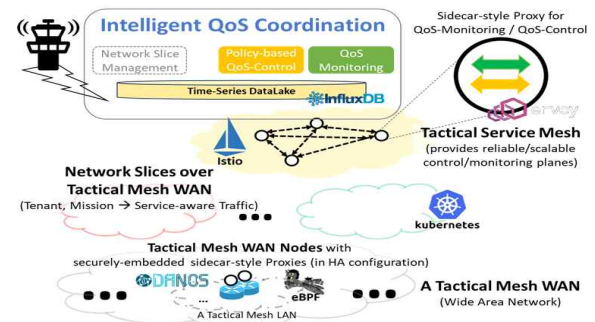 Intelligent QoS Coordination
Network Slice
Management
Policy-based
QoS-Control
QoS
Monitoring
Time-Series DataLake
InfluxDB
Sidecar-style Proxy for
QoS-Monitoring / QoS-Control
envoy
Istio
Tactical Service Mesh
(provides reliable/scalable
control/monitoring planes)
Network Slices over
Tactical Mesh WAN
(Tenant, Mission → Service-aware Traffic)
kubernetes
Tactical Mesh WAN Nodes with
securely-embedded sidecar-style Proxies (in HA configuration)
DANOS
eBPF
...
A Tactical Mesh LAN
A Tactical Mesh WAN
(Wide Area Network)